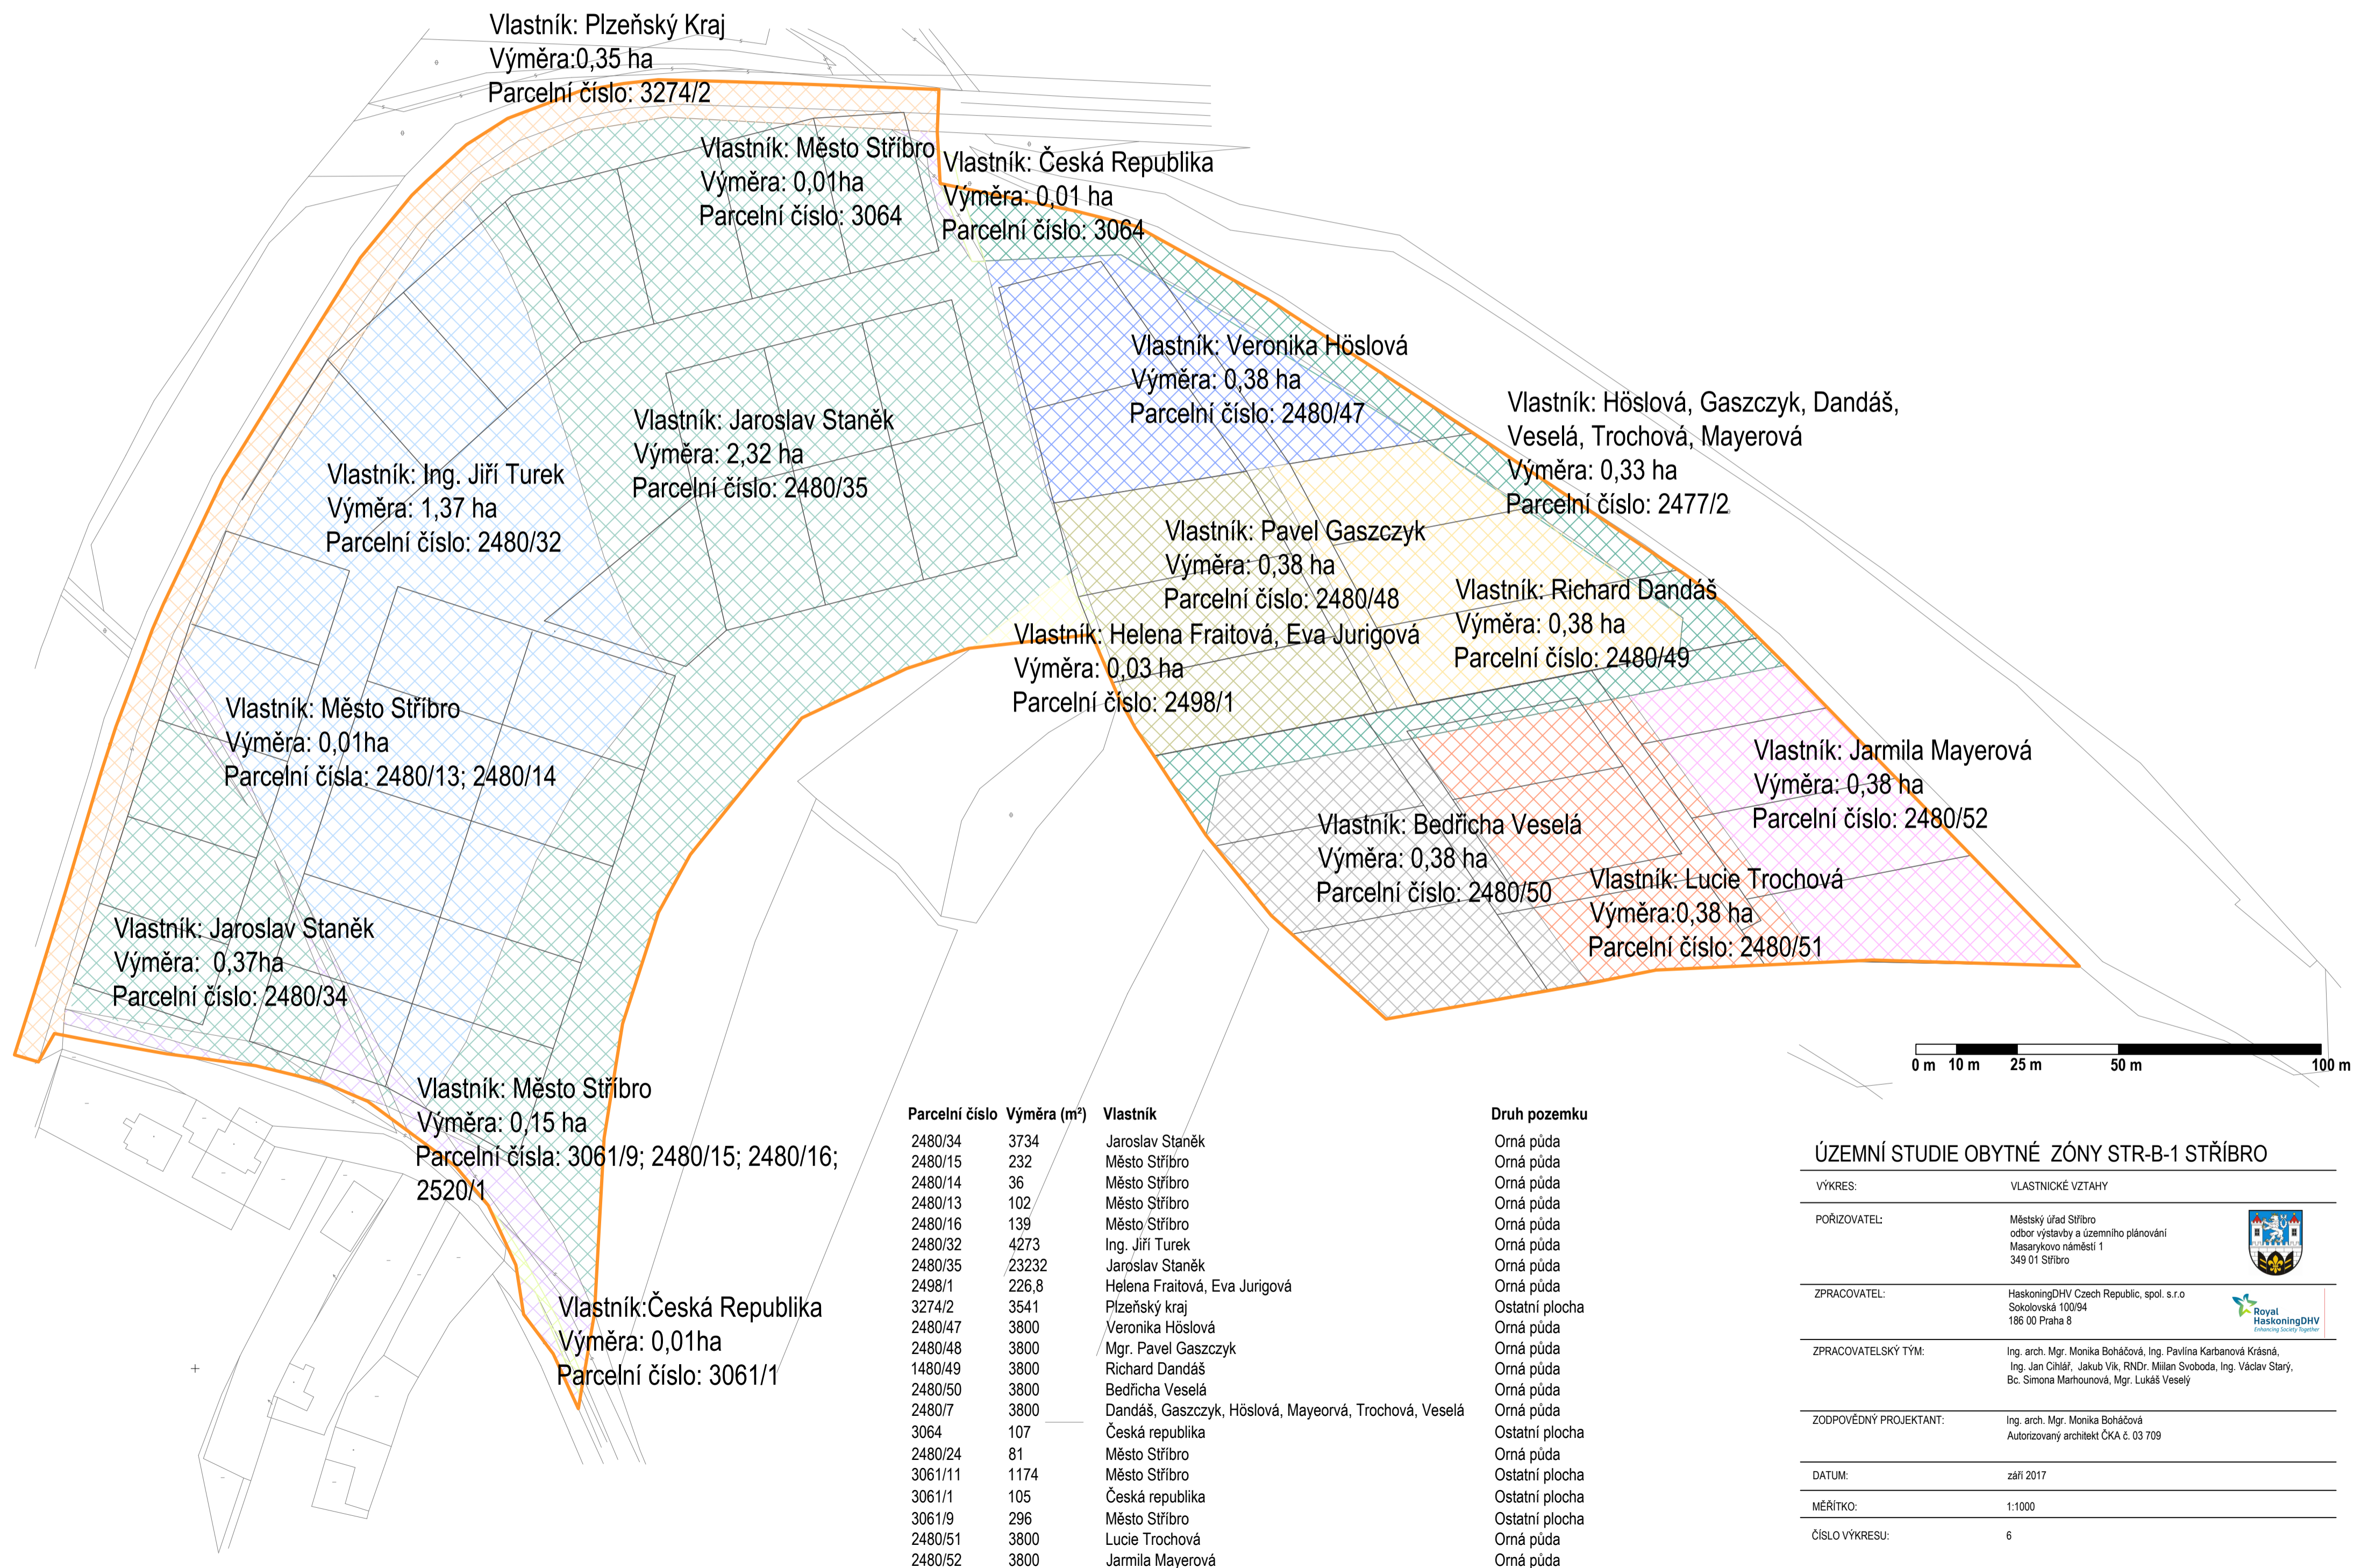 Vlastník: Plzeňský Kraj
Výměra:0,35 ha
Parcelní číslo: 3274/2
Vlastník: Město Stříbro
Výměra: 0,01ha
Parcelní číslo: 3064
Vlastník: Česká Republika
Výměra: 0,01 ha
Parcelní číslo: 3064
Vlastník: Veronika Höslová
Výměra: 0,38 ha
Parcelní číslo: 2480/47
Vlastník: Höslová, Gaszczyk, Dandáš,
Veselá, Trochová, Mayerová
Výměra: 0,33 ha
Parcelní číslo: 2477/2
Vlastník: Jaroslav Staněk
Výměra: 2,32 ha
Parcelní číslo: 2480/35
Vlastník: Ing. Jiří Turek
Výměra: 1,37 ha
Parcelní číslo: 2480/32
Vlastník: Pavel Gaszczyk
Výměra: 0,38 ha
Parcelní číslo: 2480/48
Vlastník: Richard Dandáš
Výměra: 0,38 ha
Parcelní číslo: 2480/49
Vlastník: Helena Fraitová, Eva Jurigová
Výměra: 0,03 ha
Parcelní číslo: 2498/1
Vlastník: Město Stříbro
Výměra: 0,01ha
Parcelní čísla: 2480/13; 2480/14
Vlastník: Jarmila Mayerová
Výměra: 0,38 ha
Parcelní číslo: 2480/52
Vlastník: Bedřicha Veselá
Výměra: 0,38 ha
Parcelní číslo: 2480/50
Vlastník: Lucie Trochová
Výměra:0,38 ha
Parcelní číslo: 2480/51
Vlastník: Jaroslav Staněk
Výměra: 0,37ha
Parcelní číslo: 2480/34
Vlastník: Město Stříbro
Výměra: 0,15 ha
Parcelní čísla: 3061/9; 2480/15; 2480/16;
2520/1
Vlastník:Česká Republika
Výměra: 0,01ha
Parcelní číslo: 3061/1
0 m 10 m 25 m 50 m 100 m
Parcelní číslo Výměra (m²) Vlastník Druh pozemku
2480/34 3734 Jaroslav Staněk Orná půda
2480/15 232 Město Stříbro Orná půda
2480/14 36 Město Stříbro Orná půda
2480/13 102 Město Stříbro Orná půda
2480/16 139 Město Stříbro Orná půda
2480/32 4273 Ing. Jiří Turek Orná půda
2480/35 23232 Jaroslav Staněk Orná půda
2498/1 226,8 Helena Fraitová, Eva Jurigová Orná půda
3274/2 3541 Plzeňský kraj Ostatní plocha
2480/47 3800 Veronika Höslová Orná půda
2480/48 3800 Mgr. Pavel Gaszczyk Orná půda
1480/49 3800 Richard Dandáš Orná půda
2480/50 3800 Bedřicha Veselá Orná půda
2480/7 3800 Dandáš, Gaszczyk, Höslová, Mayeorvá, Trochová, Veselá Orná půda
3064 107 Česká republika Ostatní plocha
2480/24 81 Město Stříbro Orná půda
3061/11 1174 Město Stříbro Ostatní plocha
3061/1 105 Česká republika Ostatní plocha
3061/9 296 Město Stříbro Ostatní plocha
2480/51 3800 Lucie Trochová Orná půda
2480/52 3800 Jarmila Mayerová Orná půda
ÚZEMNÍ STUDIE OBYTNÉ ZÓNY STR-B-1 STŘÍBRO
VÝKRES: VLASTNICKÉ VZTAHY
POŘIZOVATEL: Městský úřad Stříbro
odbor výstavby a územního plánování
Masarykovo náměstí 1
349 01 Stříbro
ZPRACOVATEL: HaskoningDHV Czech Republic, spol. s.r.o
Sokolovská 100/94
186 00 Praha 8
Royal
HaskoningDHV
Enhancing Society Together
ZPRACOVATELSKÝ TÝM: Ing. arch. Mgr. Monika Boháčová, Ing. Pavlína Karbanová Krásná,
Ing. Jan Cihlář, Jakub Vik, RNDr. Miilan Svoboda, Ing. Václav Starý,
Bc. Simona Marhounová, Mgr. Lukáš Veselý
ZODPOVĚDNÝ PROJEKTANT: Ing. arch. Mgr. Monika Boháčová
Autorizovaný architekt ČKA č. 03 709
DATUM: září 2017
MĚŘÍTKO: 1:1000
ČÍSLO VÝKRESU: 6